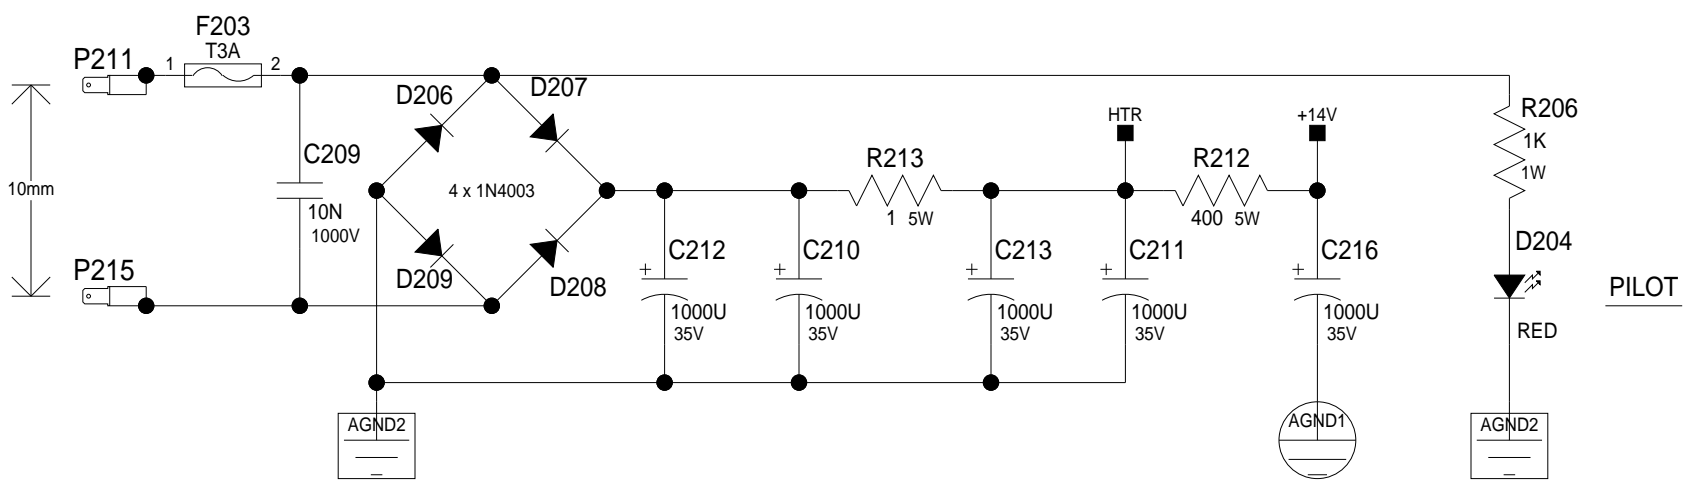 F203
T3A
P211
1
2
D206
D207
HTR
+14V
R206
1K
1W
C209
10N
1000V
10mm
4 x 1N4003
R213
1
5W
R212
400
5W
P215
D209
D208
C212
+
1000U
35V
C210
+
1000U
35V
C213
+
1000U
35V
C211
+
1000U
35V
C216
+
1000U
35V
D204
RED
PILOT
AGND2
AGND1
AGND2